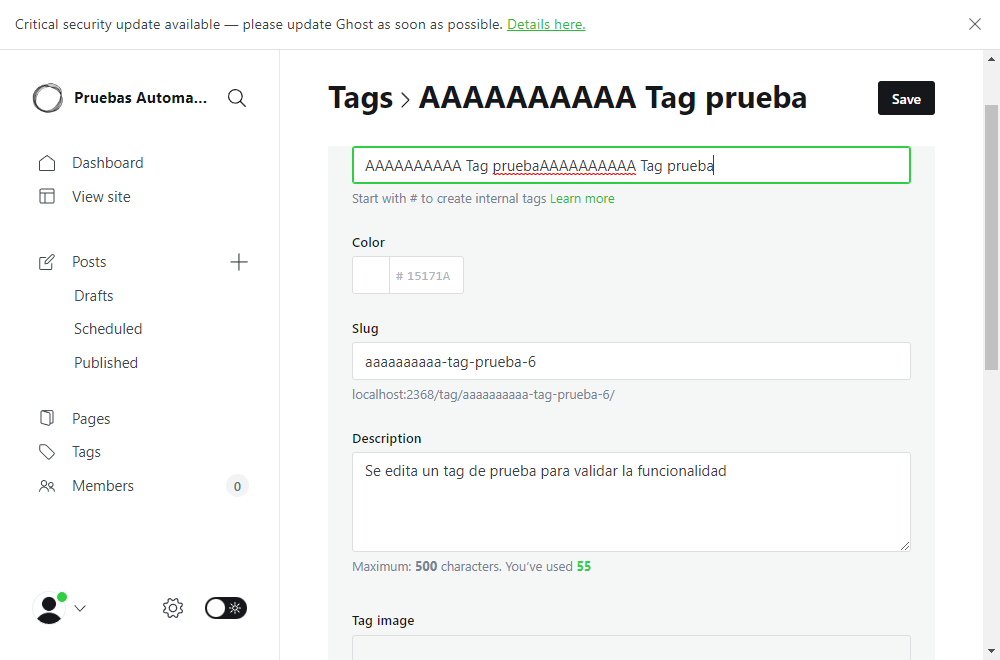 Critical security update available — please update Ghost as soon as possible. Details here.
Pruebas Automa...
Tags > AAAAAAAAAA Tag prueba
Save
Dashboard
View site
Posts
Drafts
Scheduled
Published
Pages
Tags
Members
0
AAAAAAAAAA Tag pruebaAAAAAAAAAA Tag prueba
Start with # to create internal tags Learn more
Color
# 15171A
Slug
aaaaaaaaaa-tag-prueba-6
localhost:2368/tag/aaaaaaaaaa-tag-prueba-6/
Description
Se edita un tag de prueba para validar la funcionalidad
Maximum: 500 characters. You’ve used 55
Tag image